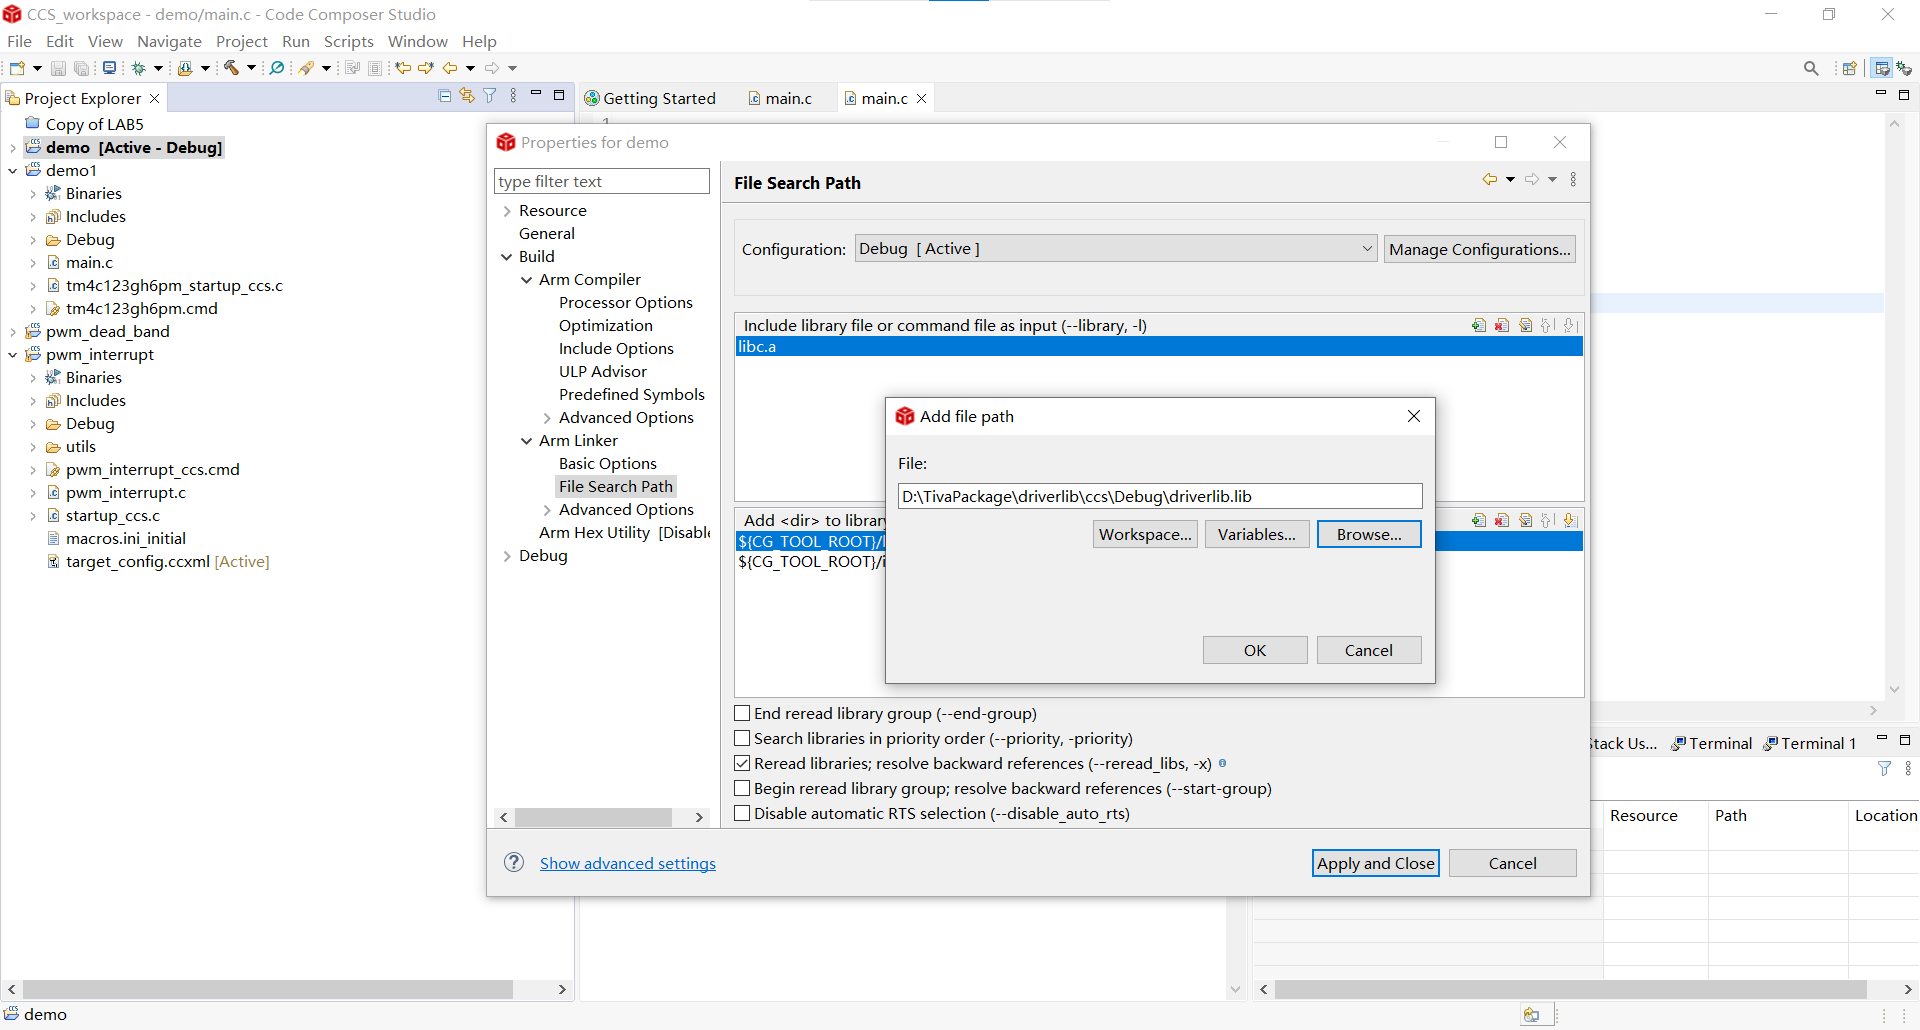 CCS_workspace - demo/main.c - Code Composer Studio
File Edit View Navigate Project Run Scripts Window Help
Project Explorer
Getting Started
main.c
main.c
1
Copy of LAB5
demo [Active - Debug]
demo1
Binaries
Includes
Debug
main.c
tm4c123gh6pm_startup_ccs.c
tm4c123gh6pm.cmd
pwm_dead_band
pwm_interrupt
Binaries
Includes
Debug
utils
pwm_interrupt_ccs.cmd
pwm_interrupt.c
startup_ccs.c
macros.ini_initial
target_config.ccxml [Active]
Properties for demo
type filter text
Resource
General
Build
Arm Compiler
Processor Options
Optimization
Include Options
ULP Advisor
Predefined Symbols
Advanced Options
Arm Linker
Basic Options
File Search Path
Advanced Options
Arm Hex Utility [Disable
Debug
File Search Path
Configuration: Debug [ Active ] Manage Configurations...
Include library file or command file as input (--library, -l)
libc.a
Add <dir> to library
${CG_TOOL_ROOT}/l
${CG_TOOL_ROOT}/i
Add file path
File:
D:\TivaPackage\driverlib\ccs\Debug\driverlib.lib
Workspace... Variables... Browse...
OK Cancel
End reread library group (--end-group)
Search libraries in priority order (--priority, -priority)
Reread libraries; resolve backward references (--reread_libs, -x)
Begin reread library group; resolve backward references (--start-group)
Disable automatic RTS selection (--disable_auto_rts)
Show advanced settings
Apply and Close Cancel
Stack Us... Terminal Terminal 1
Resource Path Location
demo